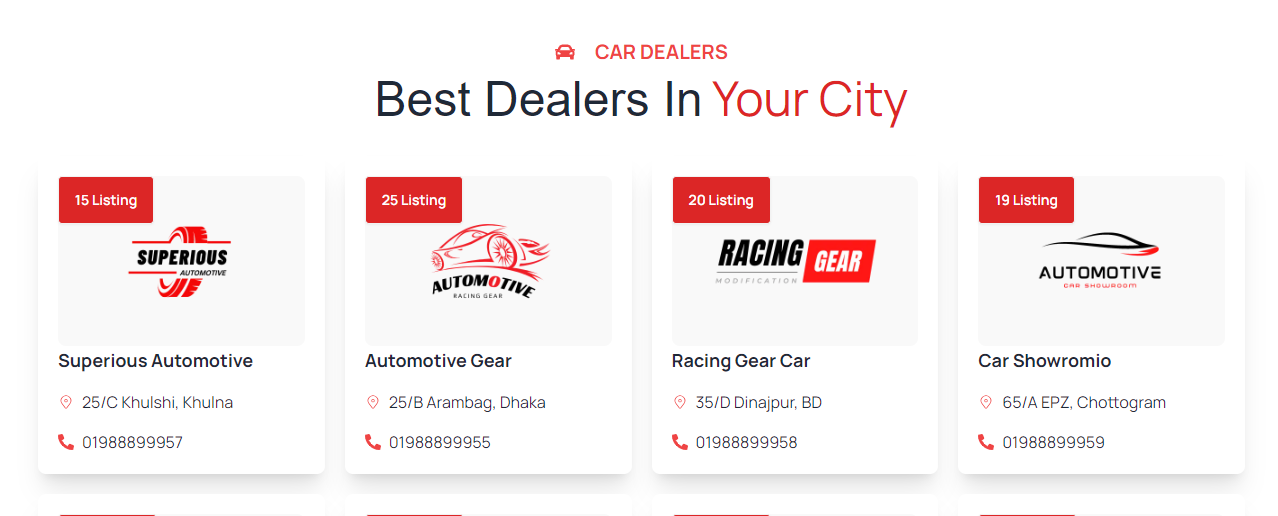 CAR DEALERS
Best Dealers In Your City
15 Listing
SUPERIOUS
AUTOMOTIVE
Superious Automotive
25/C Khulshi, Khulna
01988899957
25 Listing
AUTOMOTIVE
RACING GEAR
Automotive Gear
25/B Arambag, Dhaka
01988899955
20 Listing
RACING GEAR
MODIFICATION
Racing Gear Car
35/D Dinajpur, BD
01988899958
19 Listing
AUTOMOTIVE
CAR SHOWROOM
Car Showromio
65/A EPZ, Chottogram
01988899959